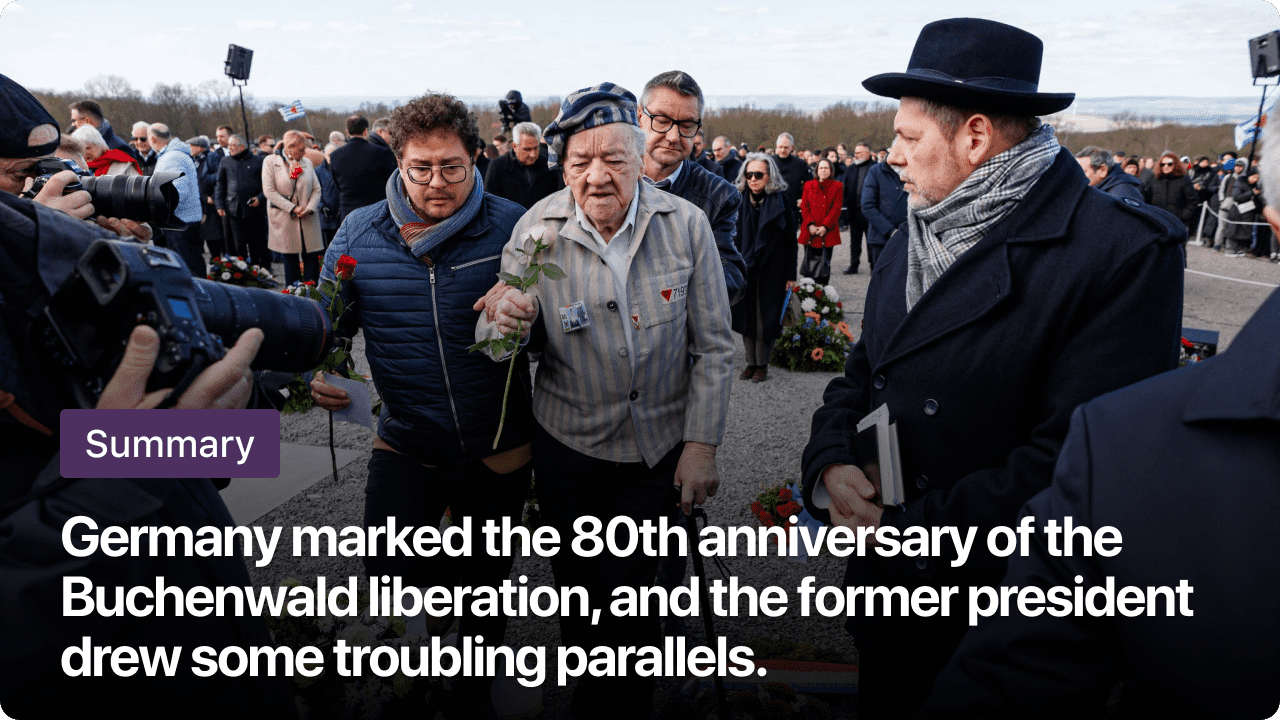 Summary
Germany marked the 80th anniversary of the
Buchenwald liberation, and the former president
drew some troubling parallels.